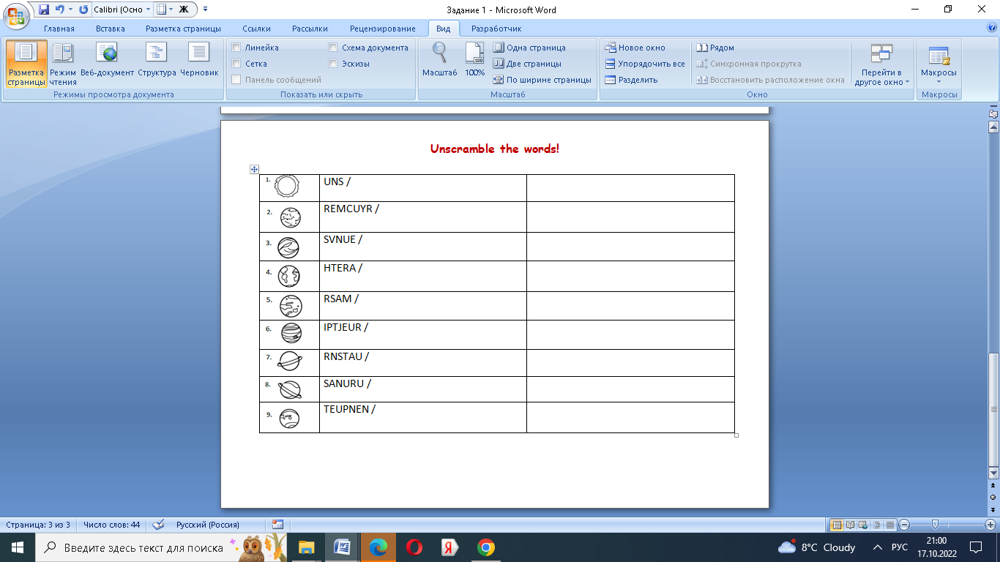 Calibri (Осно Ж Задание 1 - Microsoft Word
Главная Вставка Разметка страницы Ссылки Рассылки Рецензирование Вид Разработчик
Разметка страницы
Режим чтения
Веб-документ
Структура
Черновик
Режимы просмотра документа
Линейка
Сетка
Панель сообщений
Схема документа
Эскизы
Показать или скрыть
Масштаб
100
100%
Одна страница
Две страницы
По ширине страницы
Масштаб
Новое окно
Упорядочить все
Разделить
Рядом
Синхронная прокрутка
Восстановить расположение окна
Перейти в другое окно
Окно
Макросы
Макросы
Unscramble the words!
1. UNS /
2. REMCUYR /
3. SVNUE /
4. HTERA /
5. RSAM /
6. IPTJEUR /
7. RNSTAU /
8. SANURU /
9. TEUPNEN /
Страница: 3 из 3 Число слов: 44 Русский (Россия)
Введите здесь текст для поиска
8°C Cloudy РУС 21:00
17.10.2022